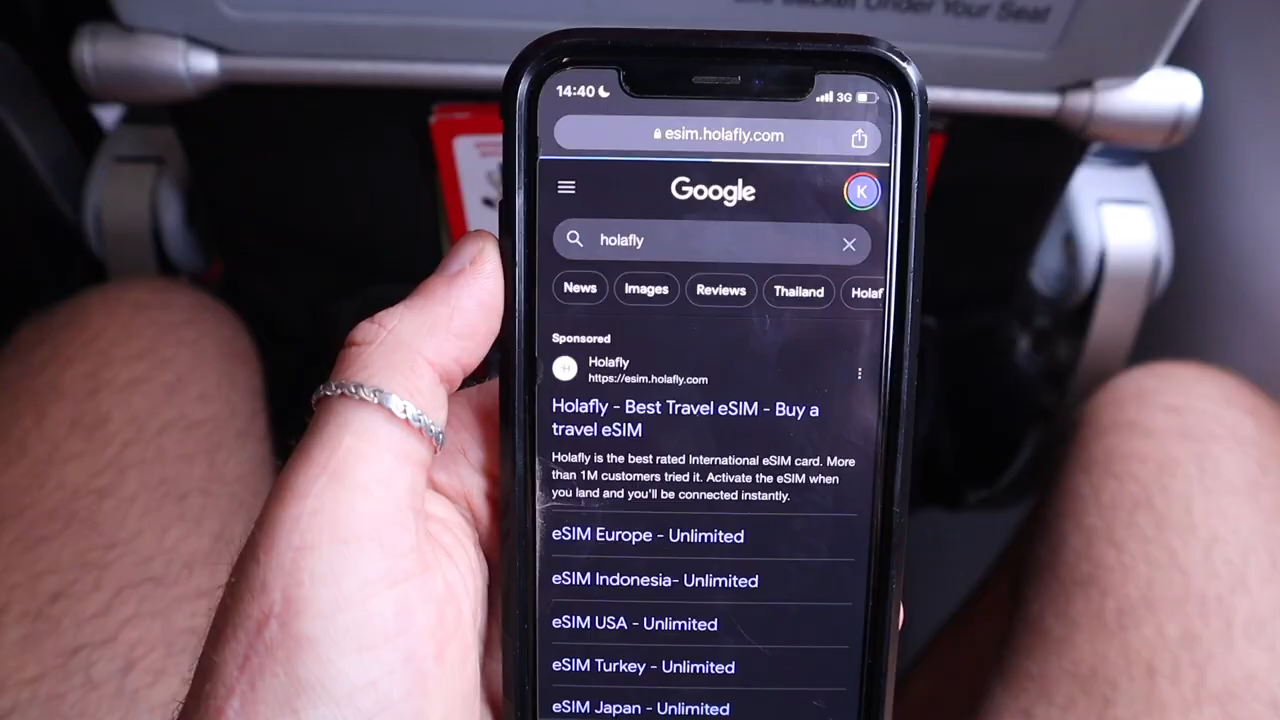 Under Your Seat
14:40
3G
esim.holafly.com
Google
K
holafly
News
Images
Reviews
Thailand
Holaf
Sponsored
H
Holafly
https://esim.holafly.com
Holafly - Best Travel eSIM - Buy a
travel eSIM
Holafly is the best rated International eSIM card. More
than 1M customers tried it. Activate the eSIM when
you land and you'll be connected instantly.
eSIM Europe - Unlimited
eSIM Indonesia- Unlimited
eSIM USA - Unlimited
eSIM Turkey - Unlimited
eSIM Japan - Unlimited